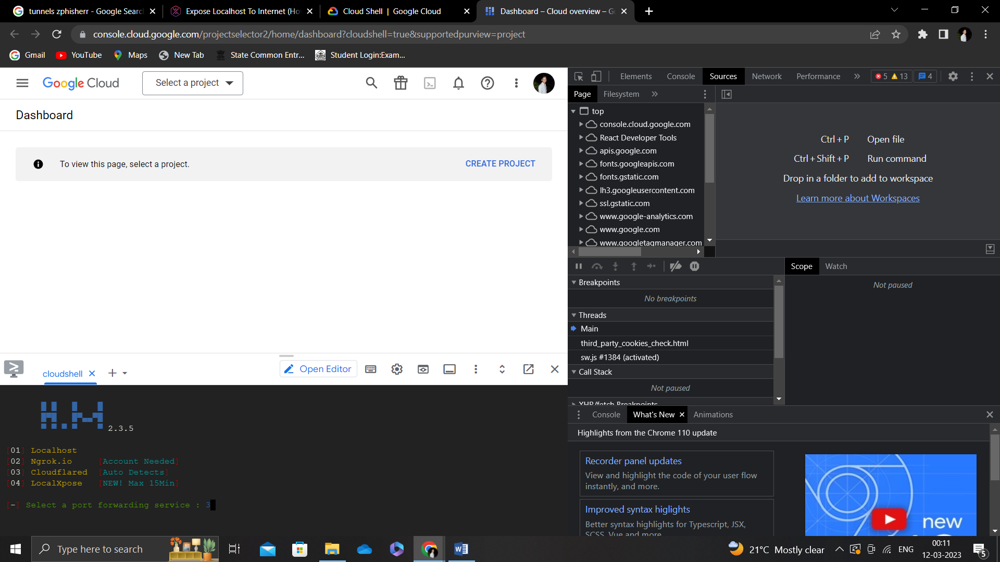 tunnels zphisherr - Google Searc
Expose Localhost To Internet (Ho
Cloud Shell | Google Cloud
Dashboard – Cloud overview – G
console.cloud.google.com/projectselector2/home/dashboard?cloudshell=true&supportedpurview=project
Gmail
YouTube
Maps
New Tab
State Common Entr...
Student Login:Exam...
Google Cloud
Select a project
Dashboard
To view this page, select a project.
CREATE PROJECT
cloudshell
Open Editor
H.M 2.3.5
[01] Localhost
[02] Ngrok.io [Account Needed]
[03] Cloudflared [Auto Detects]
[04] LocalXpose [NEW! Max 15Min]
[-] Select a port forwarding service : 3
Elements
Console
Sources
Network
Performance
5
13
4
Page
Filesystem
top
console.cloud.google.com
React Developer Tools
apis.google.com
fonts.googleapis.com
fonts.gstatic.com
lh3.googleusercontent.com
ssl.gstatic.com
www.google-analytics.com
www.google.com
www.googletagmanager.com
Ctrl + P Open file
Ctrl + Shift + P Run command
Drop in a folder to add to workspace
Learn more about Workspaces
Breakpoints
No breakpoints
Threads
Main
third_party_cookies_check.html
sw.js #1384 (activated)
Call Stack
Not paused
XHR/fetch Breakpoints
Scope
Watch
Not paused
Console
What's New
Animations
Highlights from the Chrome 110 update
Recorder panel updates
View and highlight the code of your user flow
instantly, and more.
Improved syntax higlights
Better syntax highlights for Typescript, JSX,
SCSS, Vue and more
new
Type here to search
21°C Mostly clear
ENG
00:11
12-03-2023
5